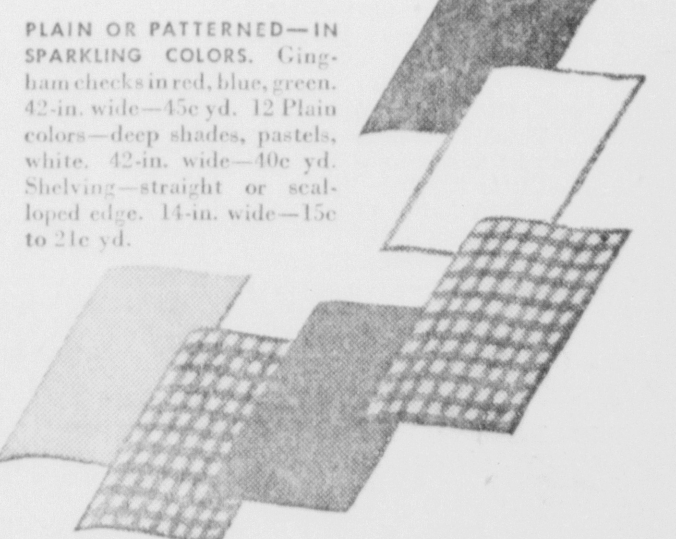 PLAIN OR PATTERNED—IN
SPARKLING COLORS. Ging-
ham checks in red, blue, green.
42-in. wide—45c yd. 12 Plain
colors—deep shades, pastels,
white. 42-in. wide—40c yd.
Shelving—straight or scal-
loped edge. 14-in. wide—15c
to 21c yd.